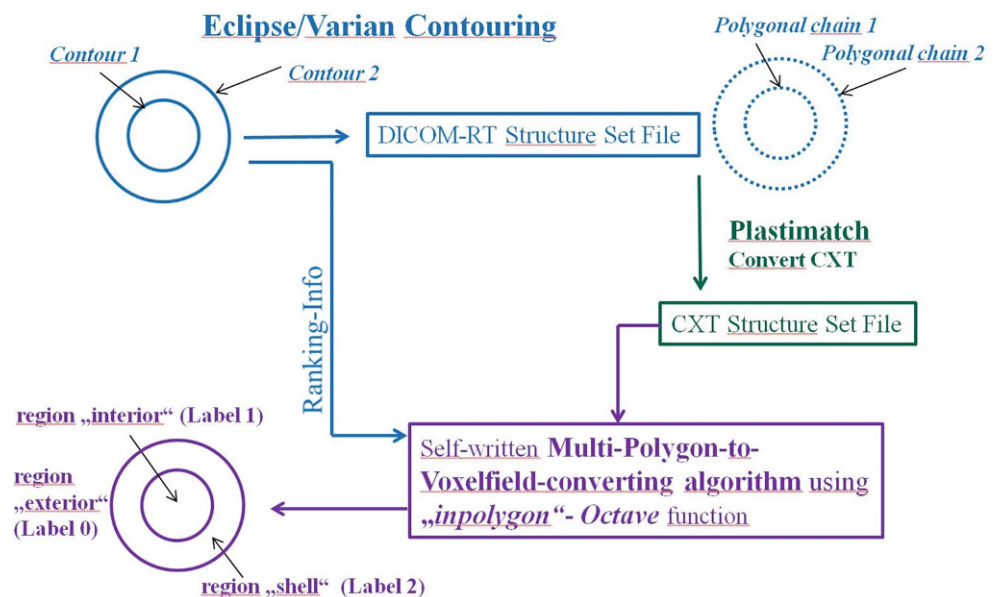 Eclipse/Varian Contouring
Contour 1
Contour 2
Polygonal chain 1
Polygonal chain 2
DICOM-RT Structure Set File
Plastimatch
Convert CXT
CXT Structure Set File
Ranking-Info
Self-written Multi-Polygon-to-
Voxelfield-converting algorithm using
„inpolygon“- Octave function
region „interior“ (Label 1)
region
„exterior“
(Label 0)
region „shell“ (Label 2)